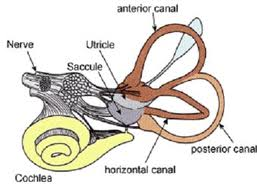 anterior canal
Nerve
Utricle
Saccule
posterior canal
horizontal canal
Cochlea